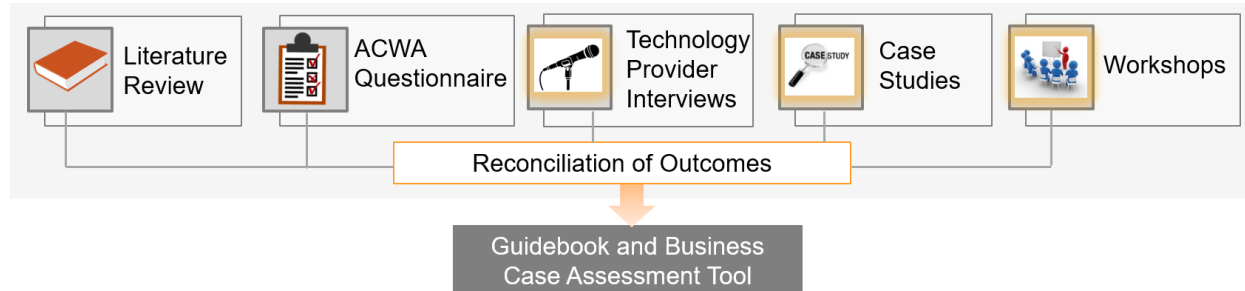 Literature
Review
ACWA
Questionnaire
Technology
Provider
Interviews
CASE STUDY
Case
Studies
Workshops
Reconciliation of Outcomes
Guidebook and Business
Case Assessment Tool